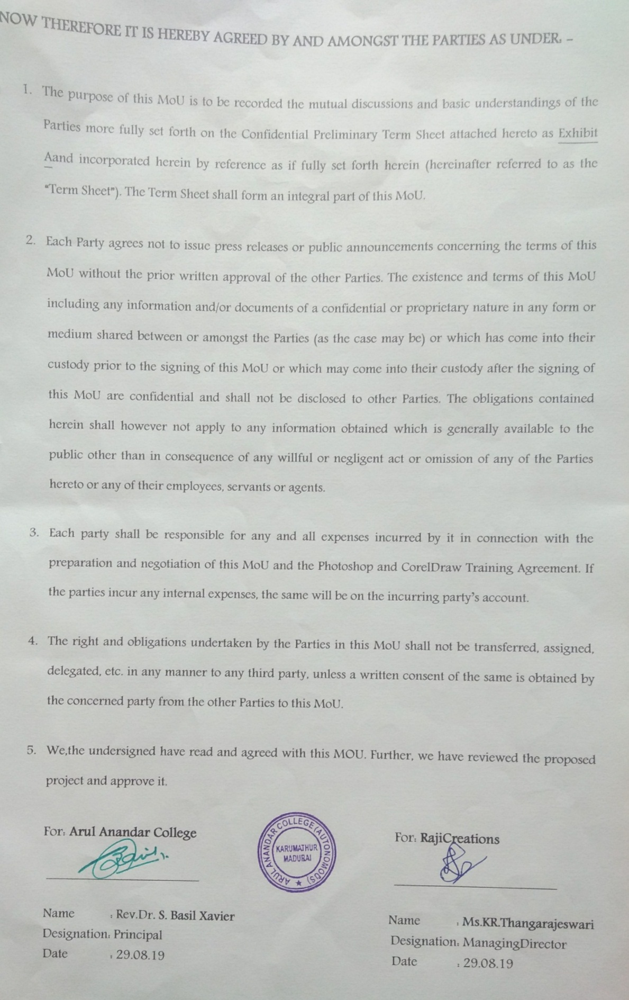 NOW THEREFORE IT IS HEREBY AGREED BY AND AMONGST THE PARTIES AS UNDER: –
1. The purpose of this MoU is to be recorded the mutual discussions and basic understandings of the
Parties more fully set forth on the Confidential Preliminary Term Sheet attached hereto as Exhibit
Aand incorporated herein by reference as if fully set forth herein (hereinafter referred to as the
“Term Sheet”). The Term Sheet shall form an integral part of this MoU.
2. Each Party agrees not to issue press releases or public announcements concerning the terms of this
MoU without the prior written approval of the other Parties. The existence and terms of this MoU
including any information and/or documents of a confidential or proprietary nature in any form or
medium shared between or amongst the Parties (as the case may be) or which has come into their
custody prior to the signing of this MoU or which may come into their custody after the signing of
this MoU are confidential and shall not be disclosed to other Parties. The obligations contained
herein shall however not apply to any information obtained which is generally available to the
public other than in consequence of any willful or negligent act or omission of any of the Parties
hereto or any of their employees, servants or agents.
3. Each party shall be responsible for any and all expenses incurred by it in connection with the
preparation and negotiation of this MoU and the Photoshop and CorelDraw Training Agreement. If
the parties incur any internal expenses, the same will be on the incurring party’s account.
4. The right and obligations undertaken by the Parties in this MoU shall not be transferred, assigned,
delegated, etc. in any manner to any third party, unless a written consent of the same is obtained by
the concerned party from the other Parties to this MoU.
5. We,the undersigned have read and agreed with this MOU. Further, we have reviewed the proposed
project and approve it.
For: Arul Anandar College
ARUL ANANDAR COLLEGE (AUTONOMOUS) ★
KARUMATHUR
MADURAI
For: RajiCreations
Name : Rev.Dr. S. Basil Xavier
Designation: Principal
Date : 29.08.19
Name : Ms.KR.Thangarajeswari
Designation: ManagingDirector
Date : 29.08.19